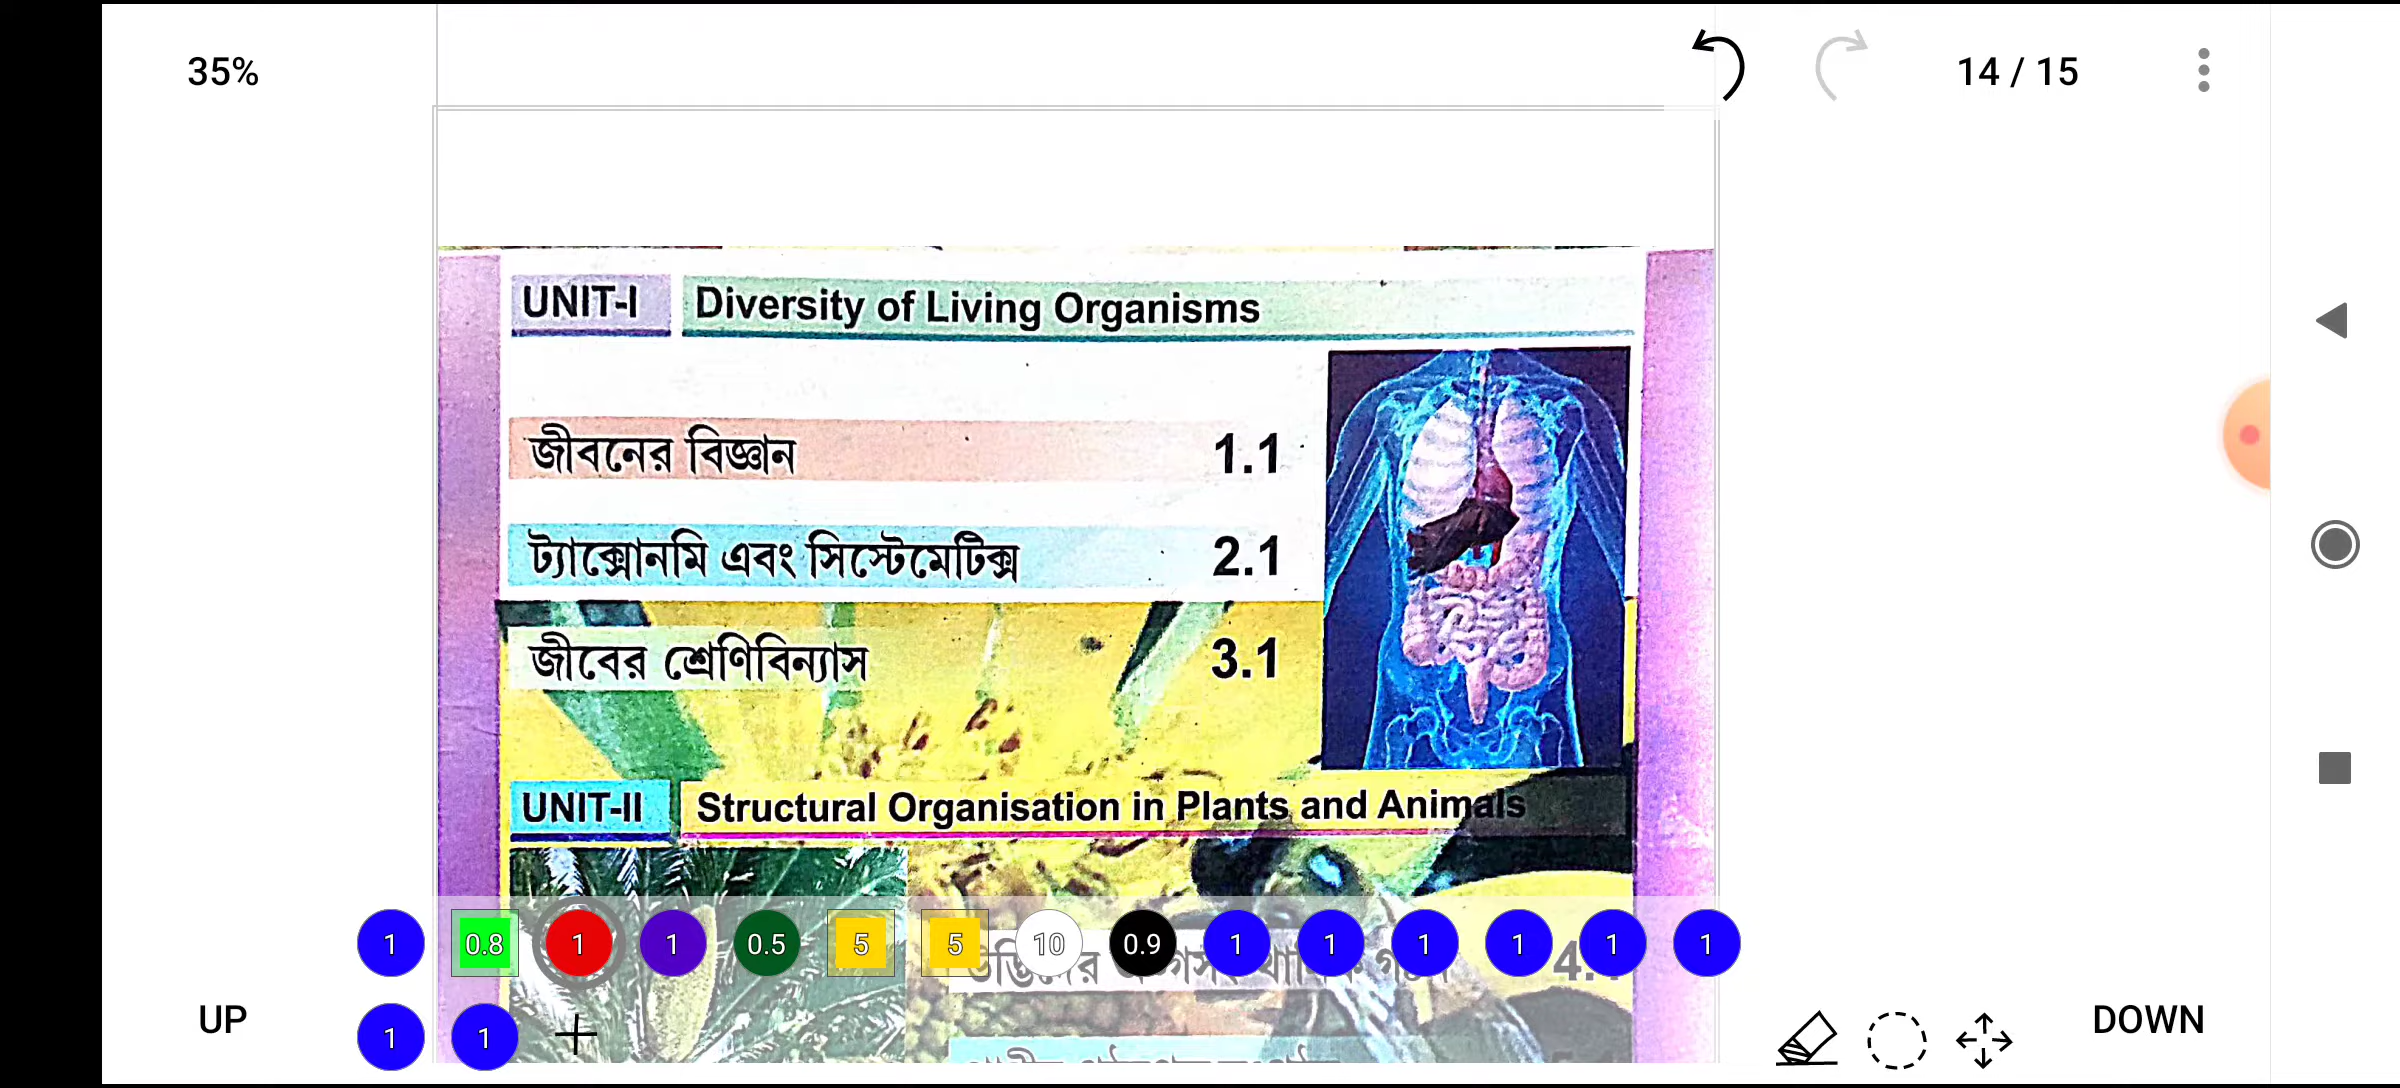 35%
14 / 15
UNIT-I Diversity of Living Organisms
জীবনের বিজ্ঞান 1.1
ট্যাক্সোনমি এবং সিস্টেমেটিক্স 2.1
জীবের শ্রেণিবিন্যাস 3.1
UNIT-II Structural Organisation in Plants and Animals
1 0.8 1 1 0.5 5 5 10 0.9 1 1 1 1 1 1
UP 1 1 DOWN